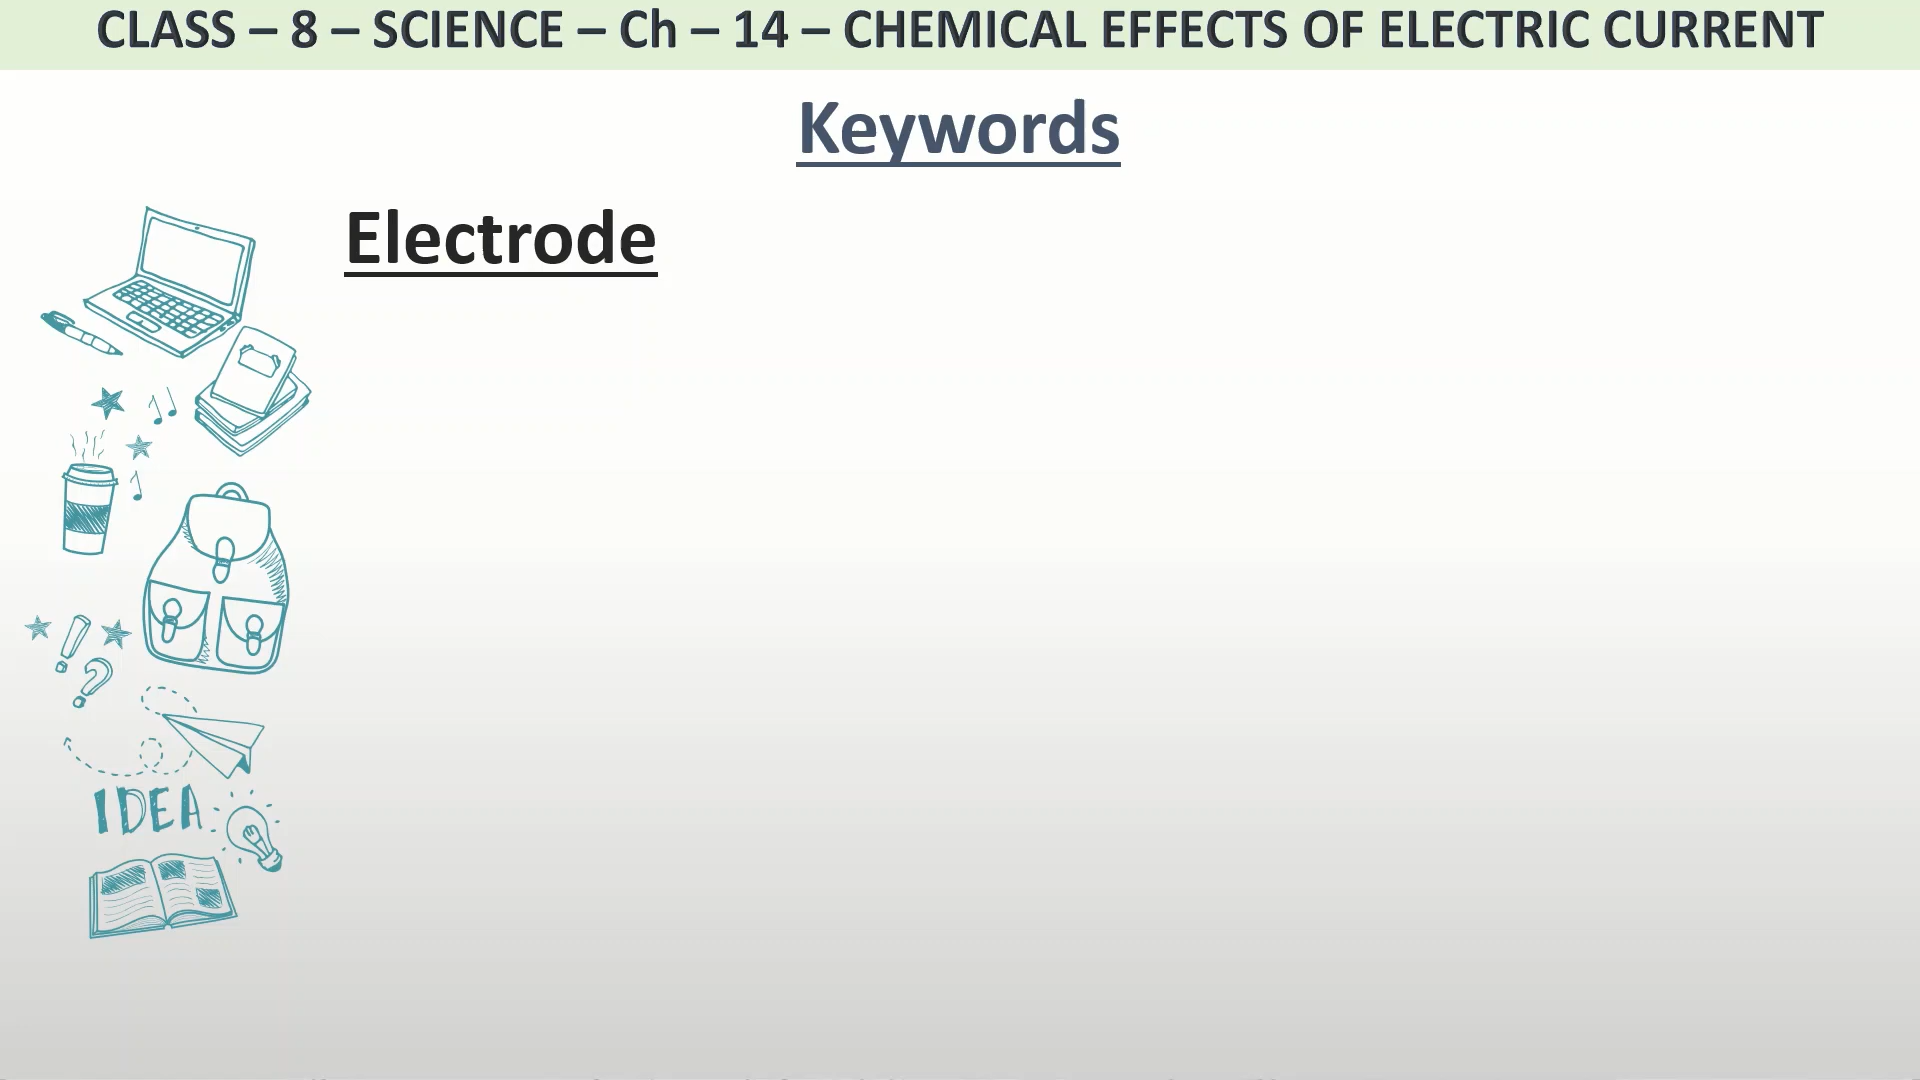 CLASS – 8 – SCIENCE – Ch – 14 – CHEMICAL EFFECTS OF ELECTRIC CURRENT
Keywords
Electrode
IDEA